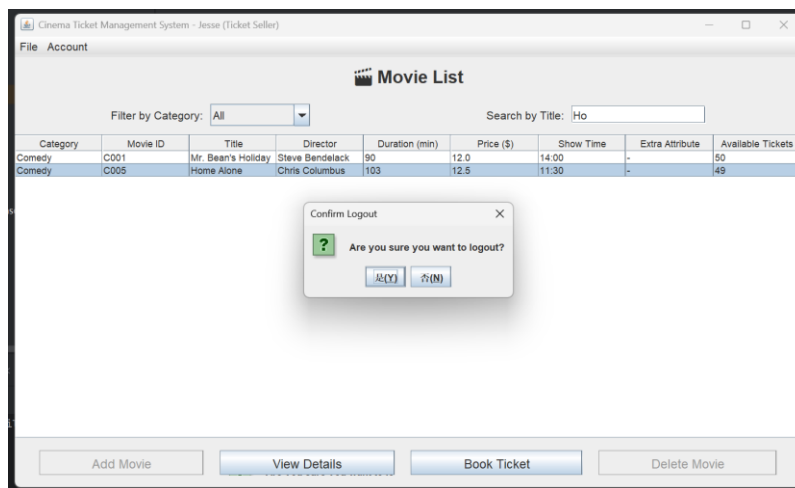 Cinema Ticket Management System - Jesse (Ticket Seller)
File Account
Movie List
Filter by Category: All Search by Title: Ho
Category Movie ID Title Director Duration (min) Price ($) Show Time Extra Attribute Available Tickets
Comedy C001 Mr. Bean's Holiday Steve Bendelack 90 12.0 14:00 - 50
Comedy C005 Home Alone Chris Columbus 103 12.5 11:30 - 49
Confirm Logout
? Are you sure you want to logout?
是(Y) 否(N)
Add Movie View Details Book Ticket Delete Movie